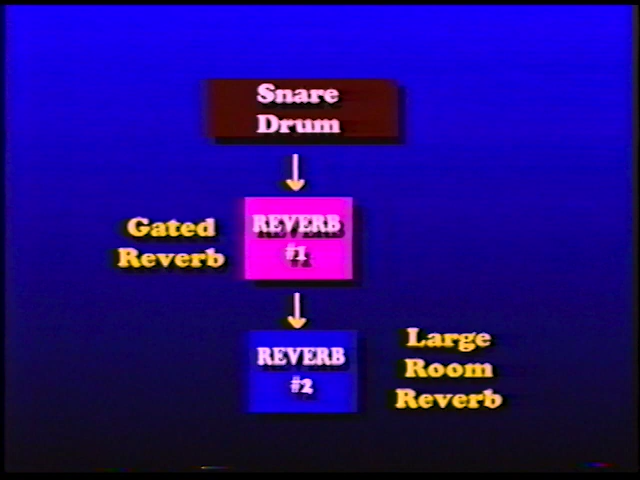 Snare
Drum
Gated
Reverb
REVERB
#1
REVERB
#2
Large
Room
Reverb